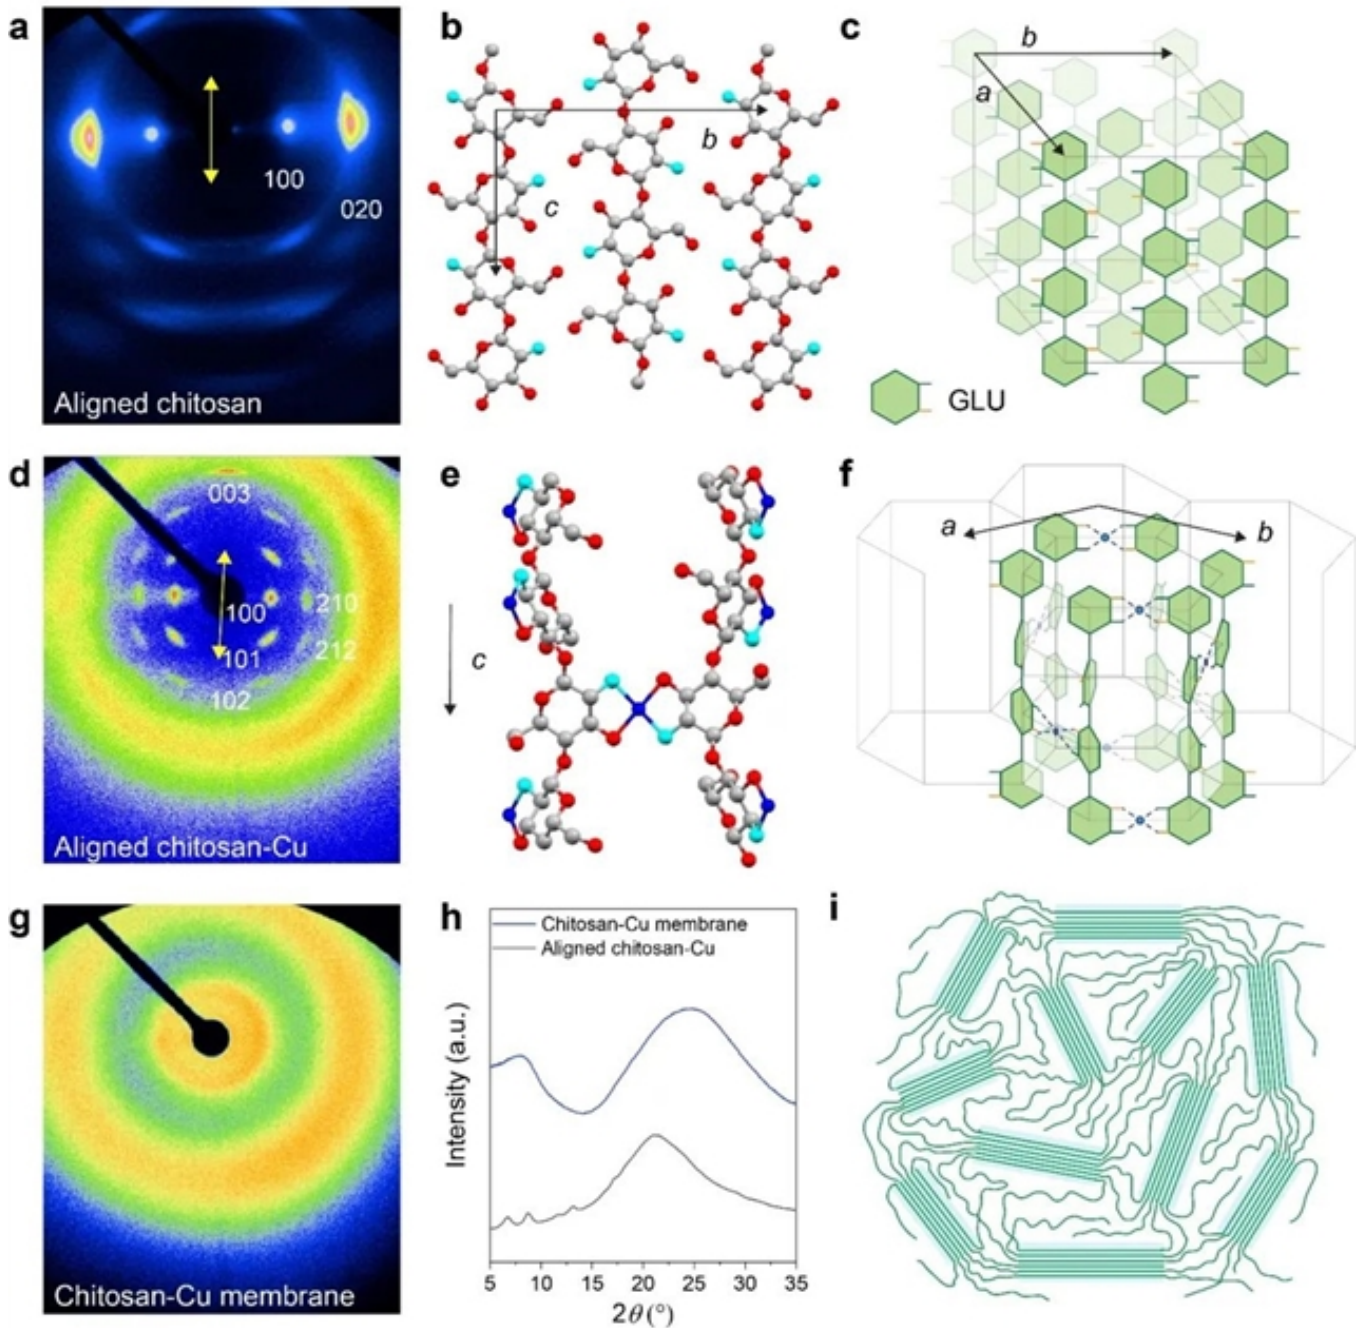 a
100
020
Aligned chitosan
b
b
c
c
b
a
GLU
d
003
100
210
101
212
102
Aligned chitosan-Cu
e
c
f
a
b
g
Chitosan-Cu membrane
h
Chitosan-Cu membrane
Aligned chitosan-Cu
Intensity (a.u.)
5 10 15 20 25 30 35
2θ(°)
i